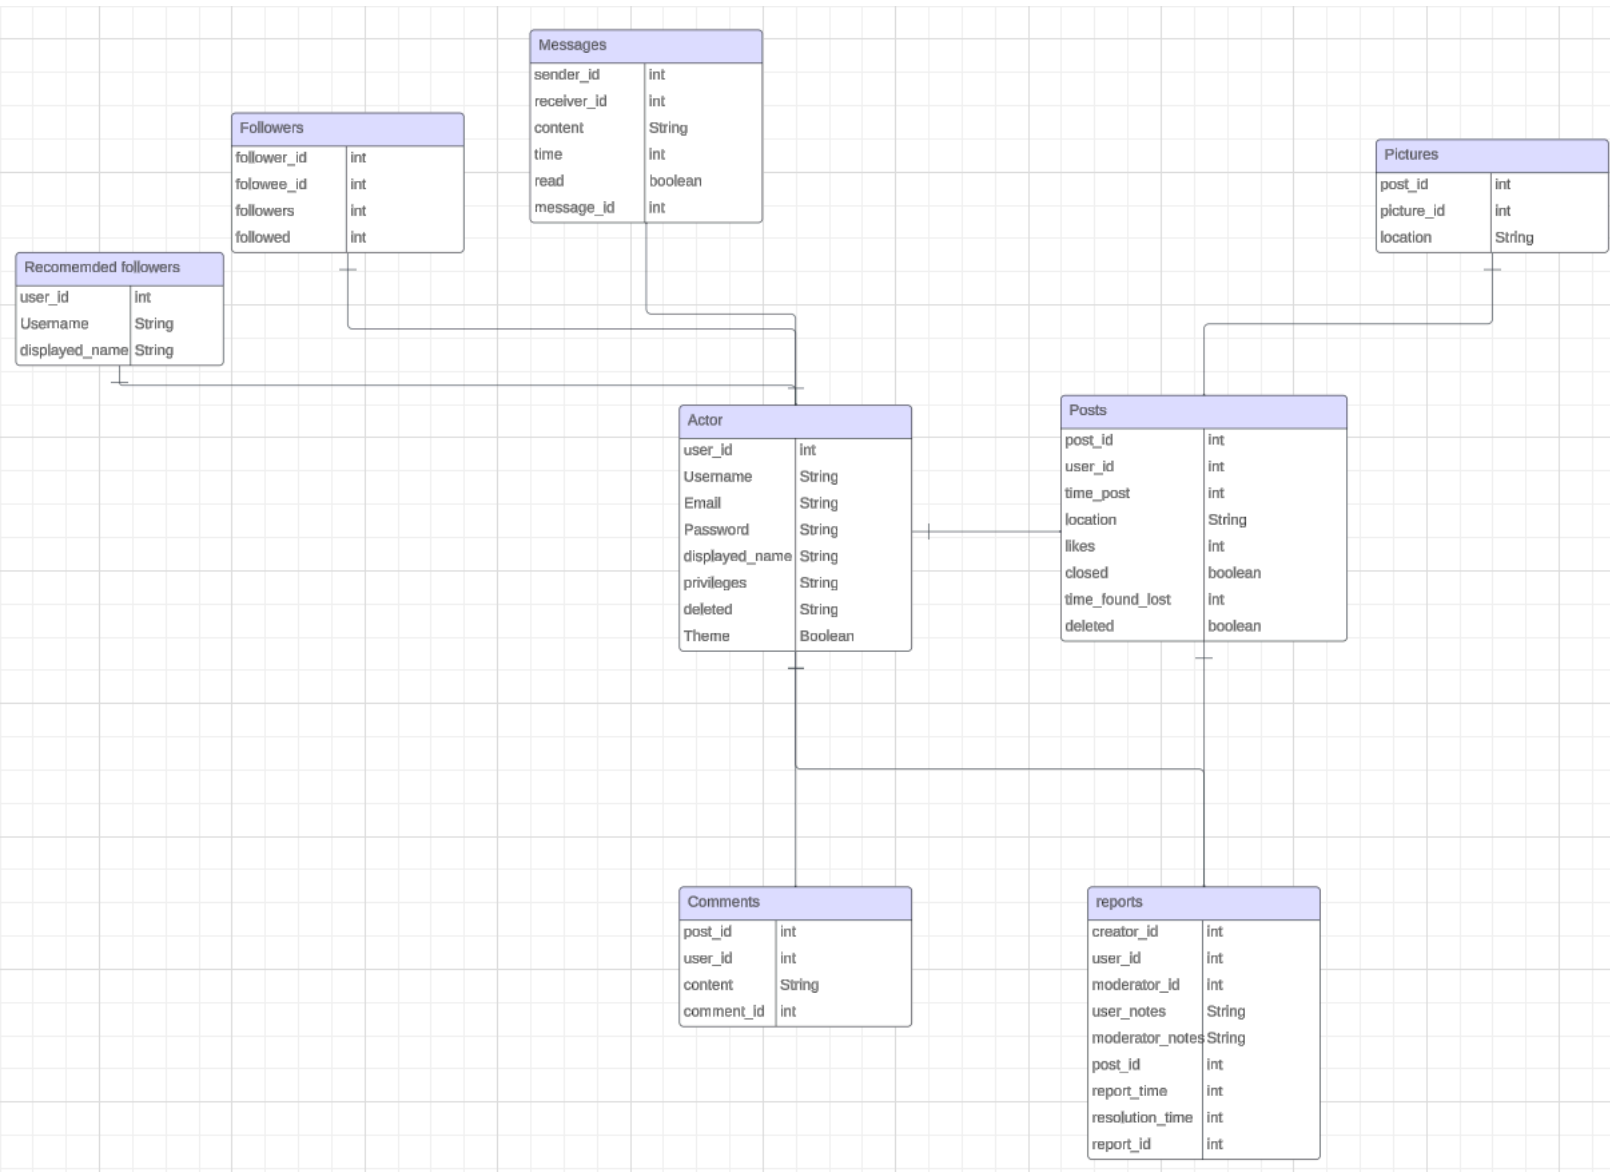 Messages
sender_id int
receiver_id int
content String
time int
read boolean
message_id int
Followers
follower_id int
folowee_id int
followers int
followed int
Pictures
post_id int
picture_id int
location String
Recomemded followers
user_id int
Username String
displayed_name String
Actor
user_id int
Username String
Email String
Password String
displayed_name String
privileges String
deleted String
Theme Boolean
Posts
post_id int
user_id int
time_post int
location String
likes int
closed boolean
time_found_lost int
deleted boolean
Comments
post_id int
user_id int
content String
comment_id int
reports
creator_id int
user_id int
moderator_id int
user_notes String
moderator_notes String
post_id int
report_time int
resolution_time int
report_id int